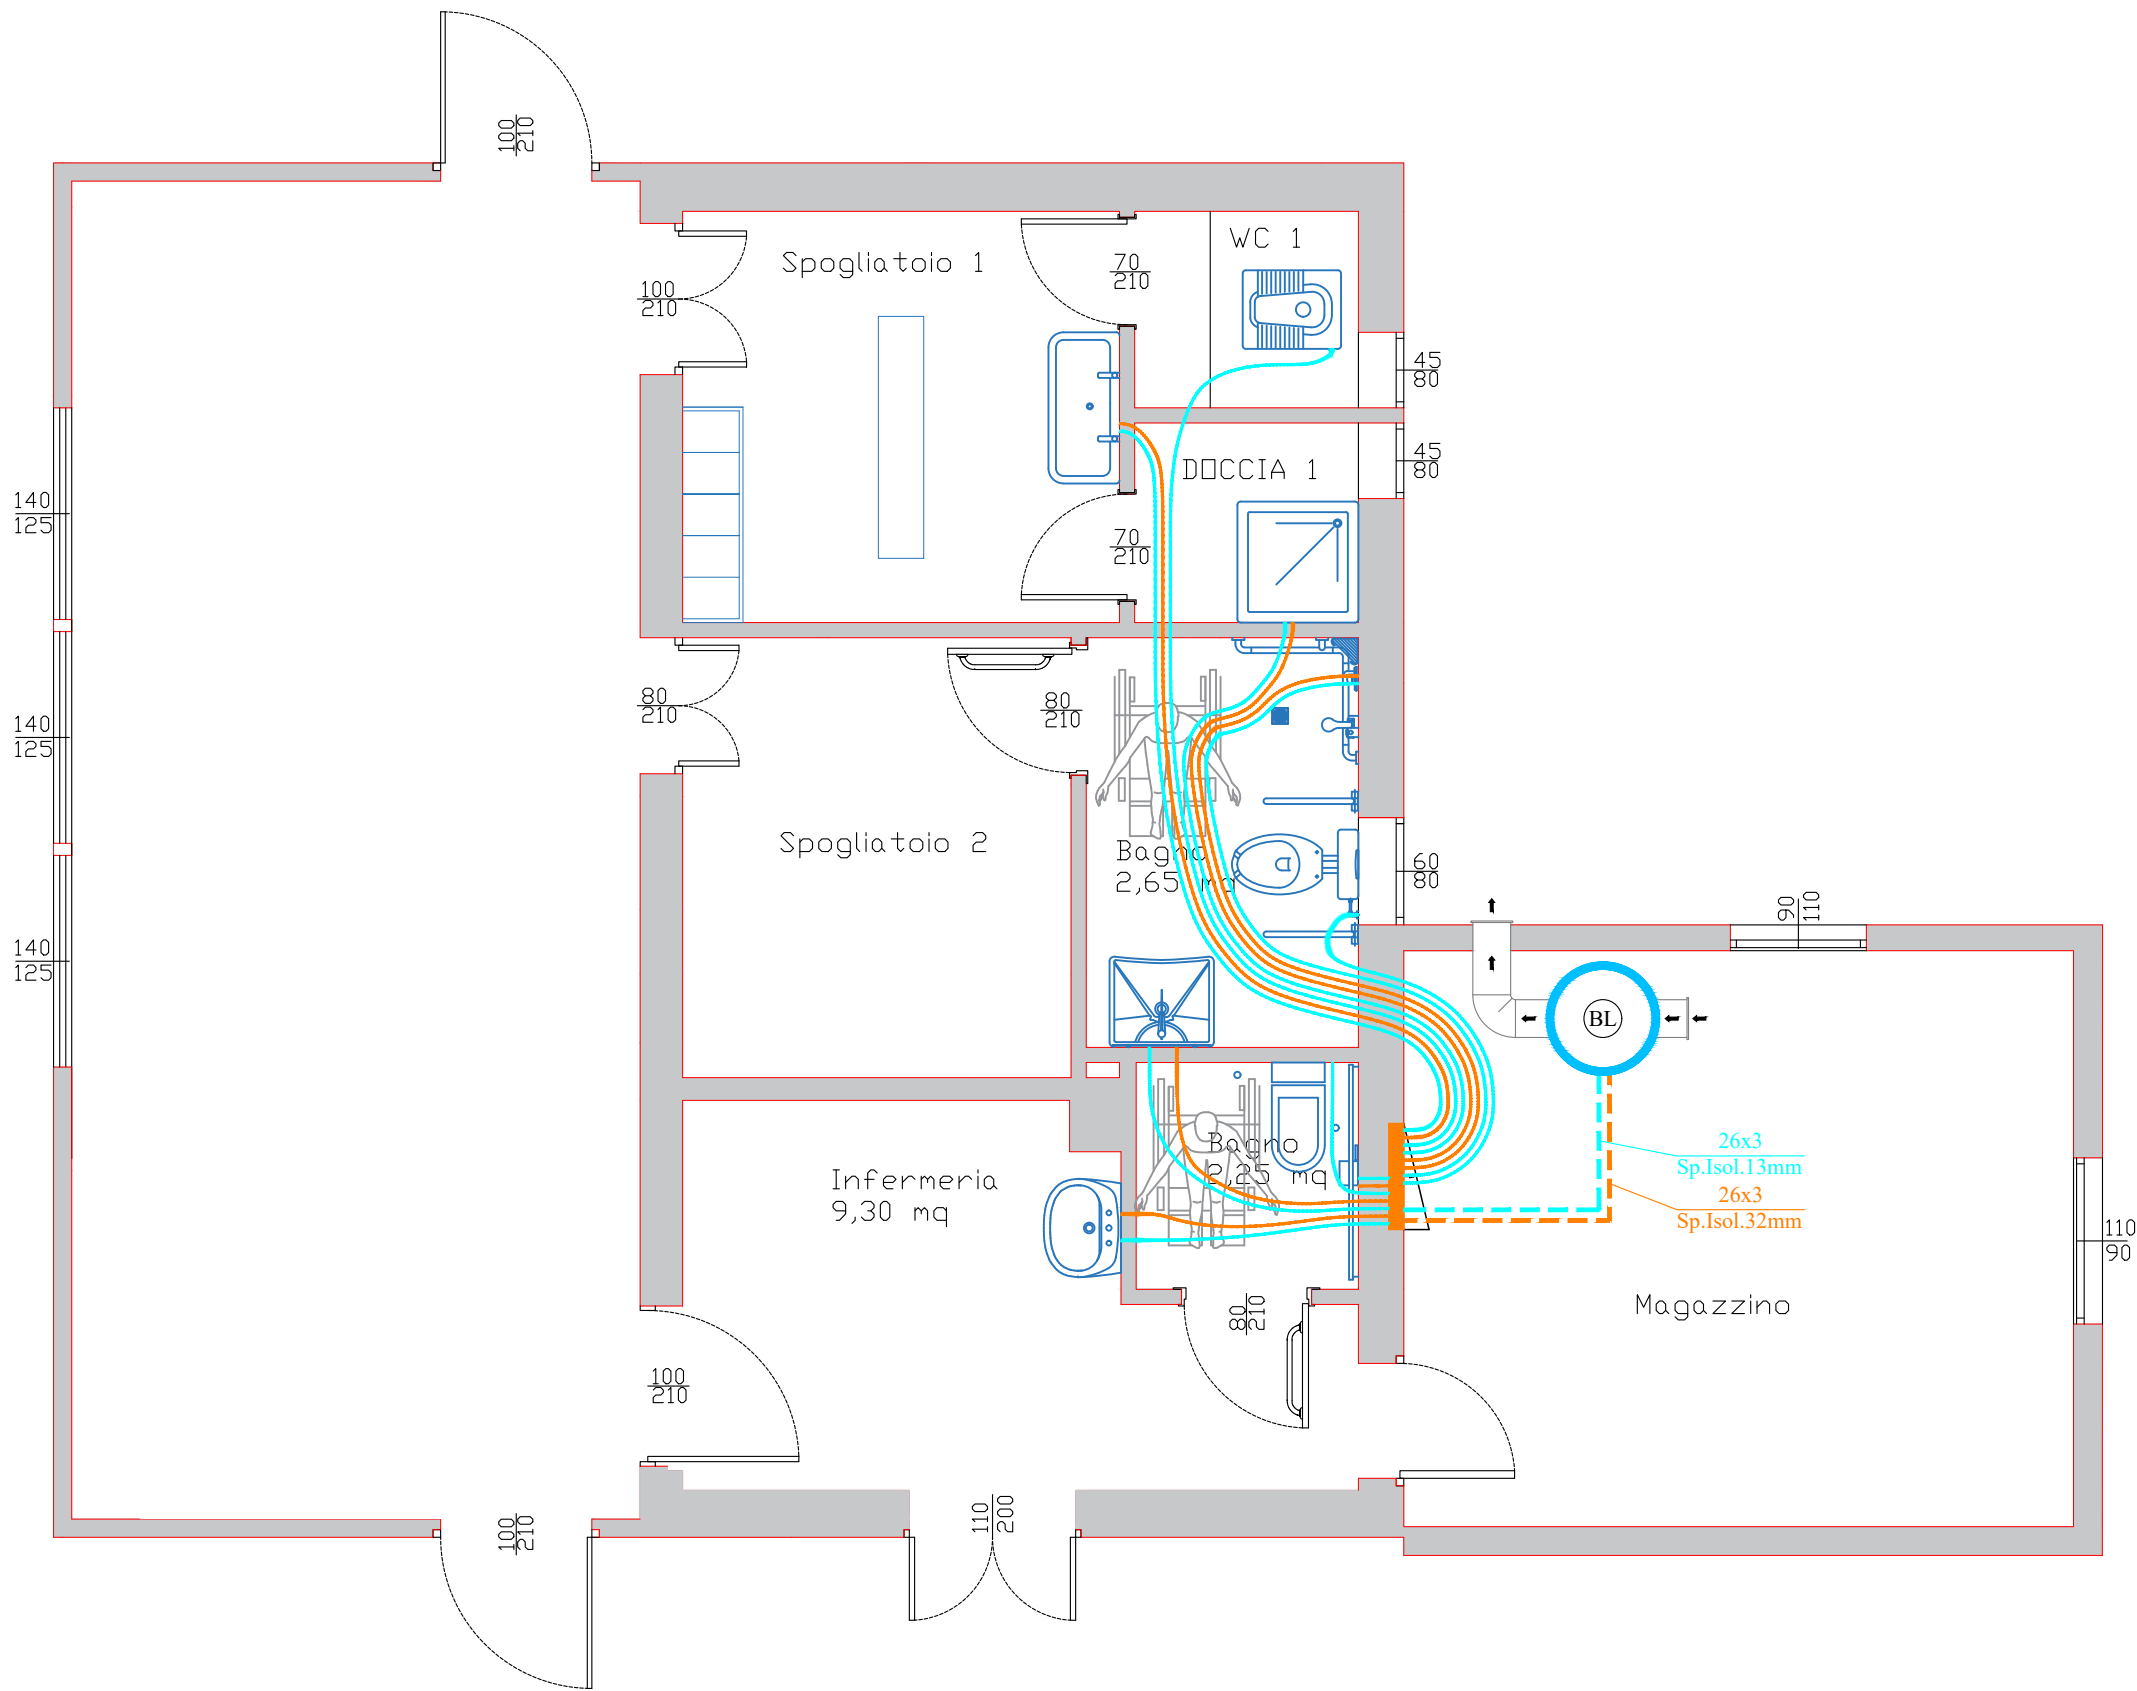 100
210
WC 1
Spogliatoio 1
70
210
100
210
45
80
45
80
DOCCIA 1
140
125
70
210
80
210
80
210
140
125
Spogliatoio 2
Bagno
2,65 mq
60
80
90
110
140
125
BL
26x3
Sp.Isol.13mm
Bagno
2,25 mq
Infermeria
9,30 mq
26x3
Sp.Isol.32mm
110
90
80
210
Magazzino
100
210
100
210
110
200